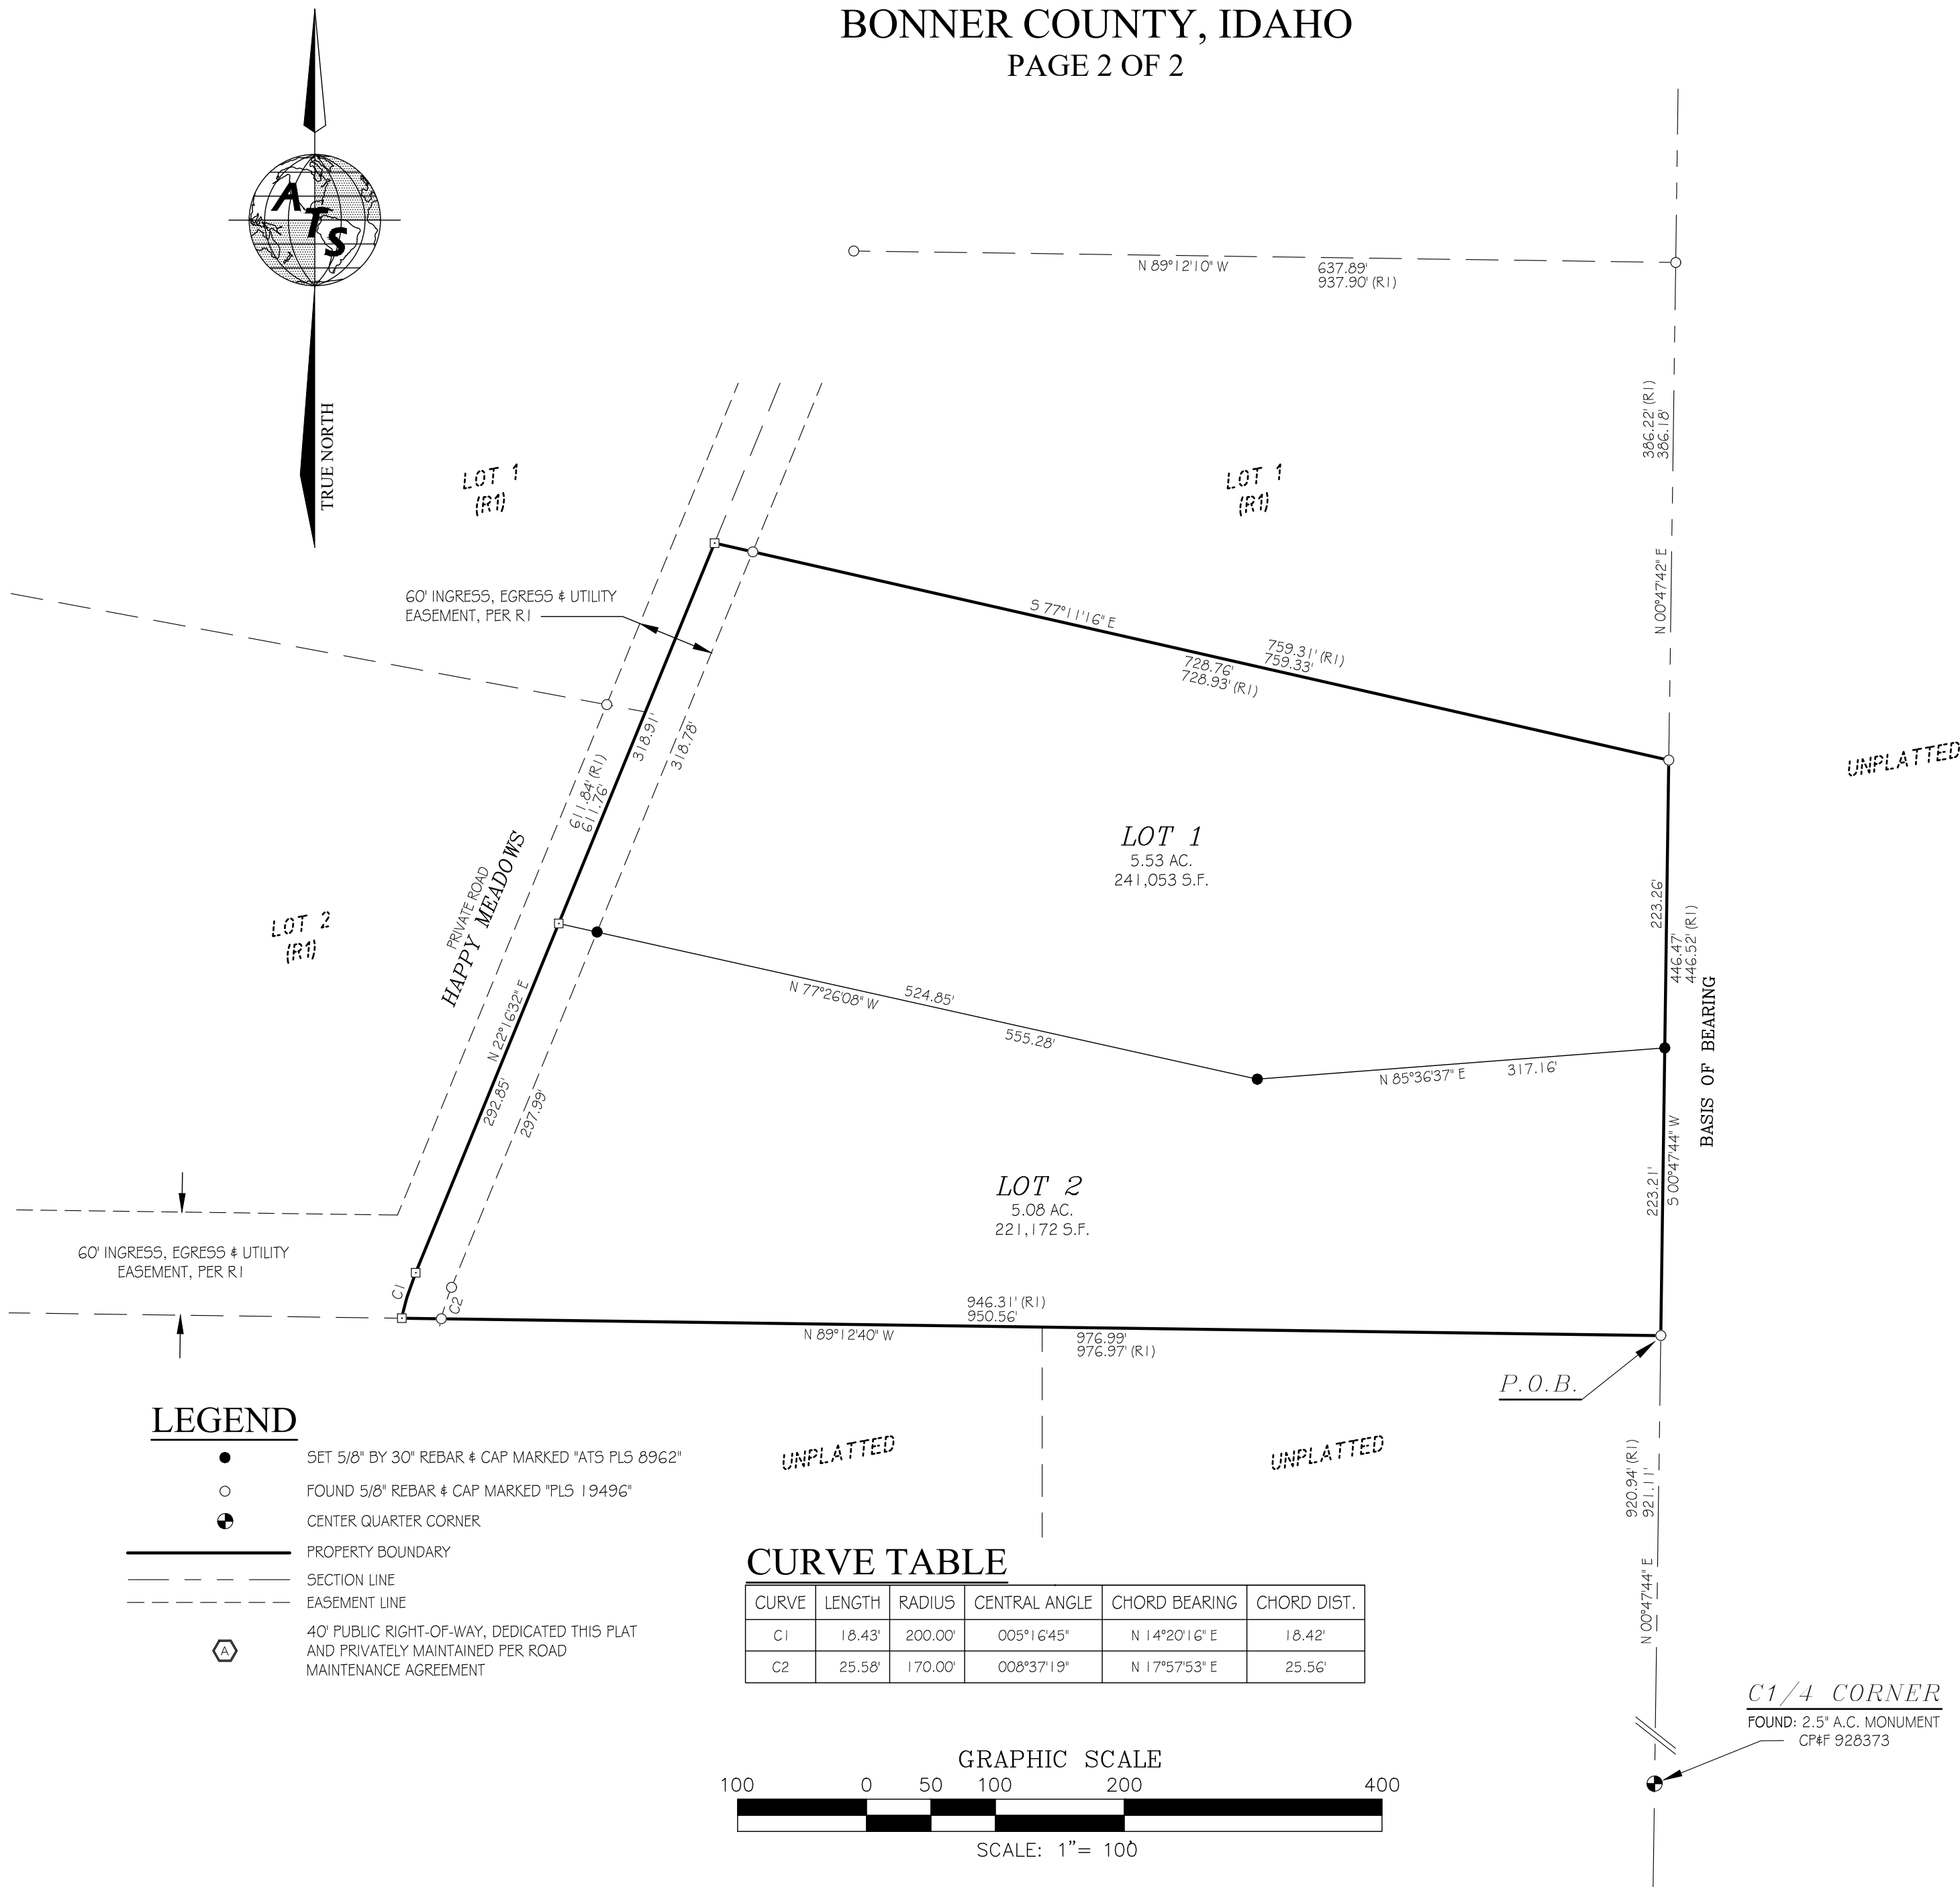 BONNER COUNTY, IDAHO
PAGE 2 OF 2
A
T
S
TRUE NORTH
N 89°12'10" W
637.89'
937.90' (R1)
386.22' (R1)
386.18'
N 00°47'42" E
LOT 1
(R1)
LOT 1
(R1)
60' INGRESS, EGRESS & UTILITY
EASEMENT, PER R1
S 77°11'16" E
759.31' (R1)
759.33'
728.76'
728.93' (R1)
318.91'
318.78'
611.84' (R1)
611.76'
UNPLATTED
LOT 1
5.53 AC.
241,053 S.F.
PRIVATE ROAD
HAPPY MEADOWS
LOT 2
(R1)
223.26'
446.47'
446.52' (R1)
BASIS OF BEARING
N 77°26'08" W
524.85'
555.28'
N 85°36'37" E
317.16'
N 22°16'32" E
292.85'
297.99'
223.21'
S 00°47'44" W
LOT 2
5.08 AC.
221,172 S.F.
60' INGRESS, EGRESS & UTILITY
EASEMENT, PER R1
C1
C2
946.31' (R1)
950.56'
N 89°12'40" W
976.99'
976.97' (R1)
P.O.B.
UNPLATTED
UNPLATTED
920.94' (R1)
921.11'
N 00°47'44" E
LEGEND
SET 5/8" BY 30" REBAR & CAP MARKED "ATS PLS 8962"
FOUND 5/8" REBAR & CAP MARKED "PLS 19496"
CENTER QUARTER CORNER
PROPERTY BOUNDARY
SECTION LINE
EASEMENT LINE
A
40' PUBLIC RIGHT-OF-WAY, DEDICATED THIS PLAT
AND PRIVATELY MAINTAINED PER ROAD
MAINTENANCE AGREEMENT
CURVE TABLE
CURVE LENGTH RADIUS CENTRAL ANGLE CHORD BEARING CHORD DIST.
C1 18.43' 200.00' 005°16'45" N 14°20'16" E 18.42'
C2 25.58' 170.00' 008°37'19" N 17°57'53" E 25.56'
C1/4 CORNER
FOUND: 2.5" A.C. MONUMENT
CP&F 928373
GRAPHIC SCALE
100 0 50 100 200 400
SCALE: 1"= 100'